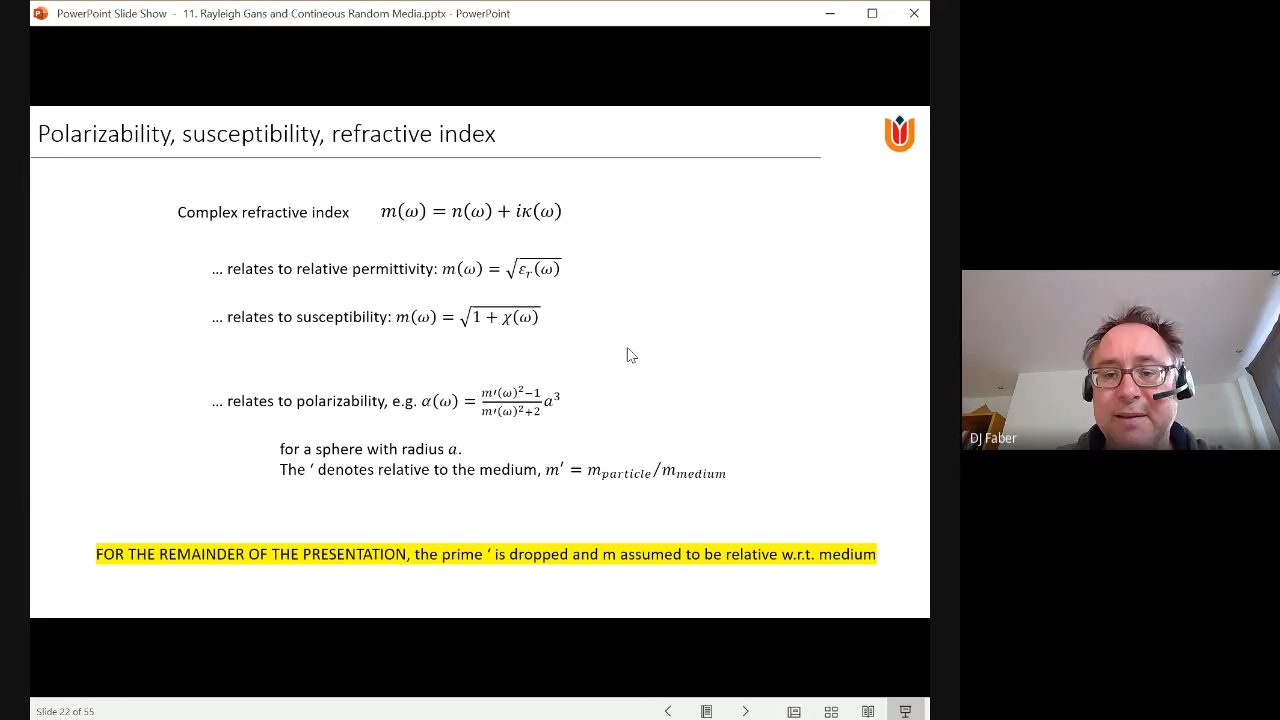 PowerPoint Slide Show - 11. Rayleigh Gans and Contineous Random Media.pptx - PowerPoint
Polarizability, susceptibility, refractive index
Complex refractive index m(ω) = n(ω) + iκ(ω)
... relates to relative permittivity: m(ω) = √εᵣ(ω)
... relates to susceptibility: m(ω) = √1 + χ(ω)
... relates to polarizability, e.g. α(ω) = m′(ω)²−1 / m′(ω)²+2 a³
for a sphere with radius a.
The ‘ denotes relative to the medium, m′ = m_particle/m_medium
FOR THE REMAINDER OF THE PRESENTATION, the prime ‘ is dropped and m assumed to be relative w.r.t. medium
DJ Faber
Slide 22 of 55